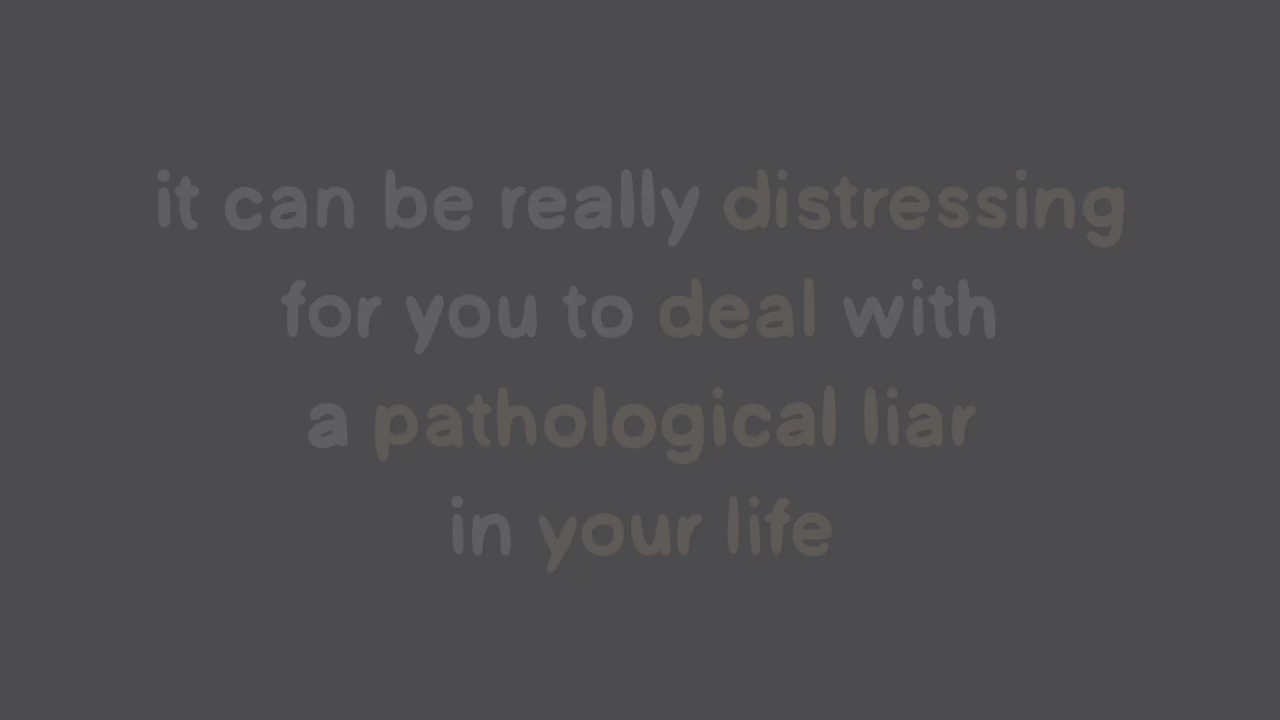 it can be really distressing
for you to deal with
a pathological liar
in your life